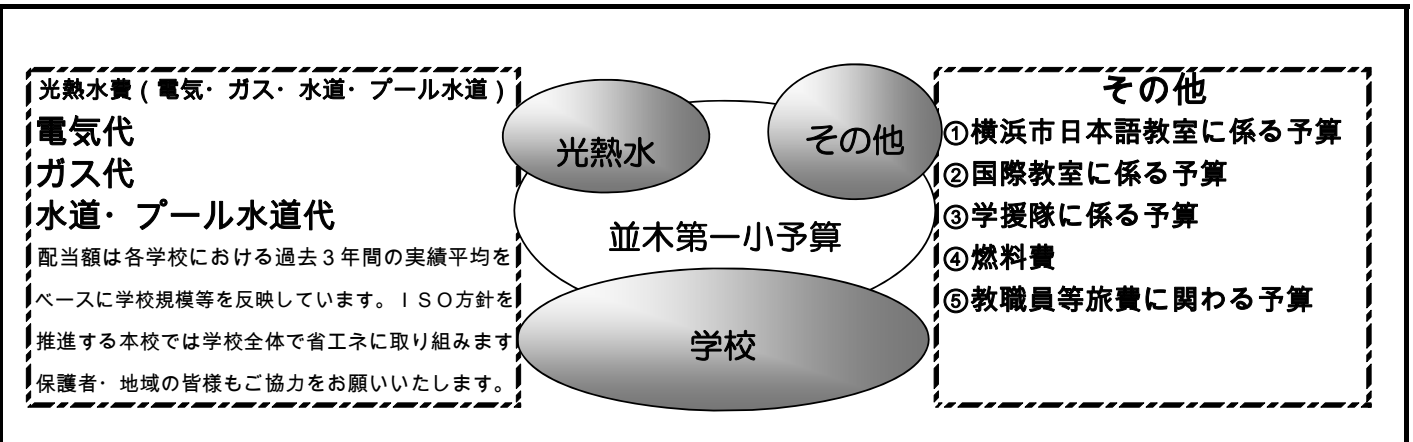 光熱水費（電気・ガス・水道・プール水道）
電気代
ガス代
水道・プール水道代
配当額は各学校における過去３年間の実績平均を
ベースに学校規模等を反映しています。ＩＳＯ方針を
推進する本校では学校全体で省エネに取り組みます
保護者・地域の皆様もご協力をお願いいたします。
光熱水
その他
並木第一小予算
学校
その他
①横浜市日本語教室に係る予算
②国際教室に係る予算
③学援隊に係る予算
④燃料費
⑤教職員等旅費に関わる予算